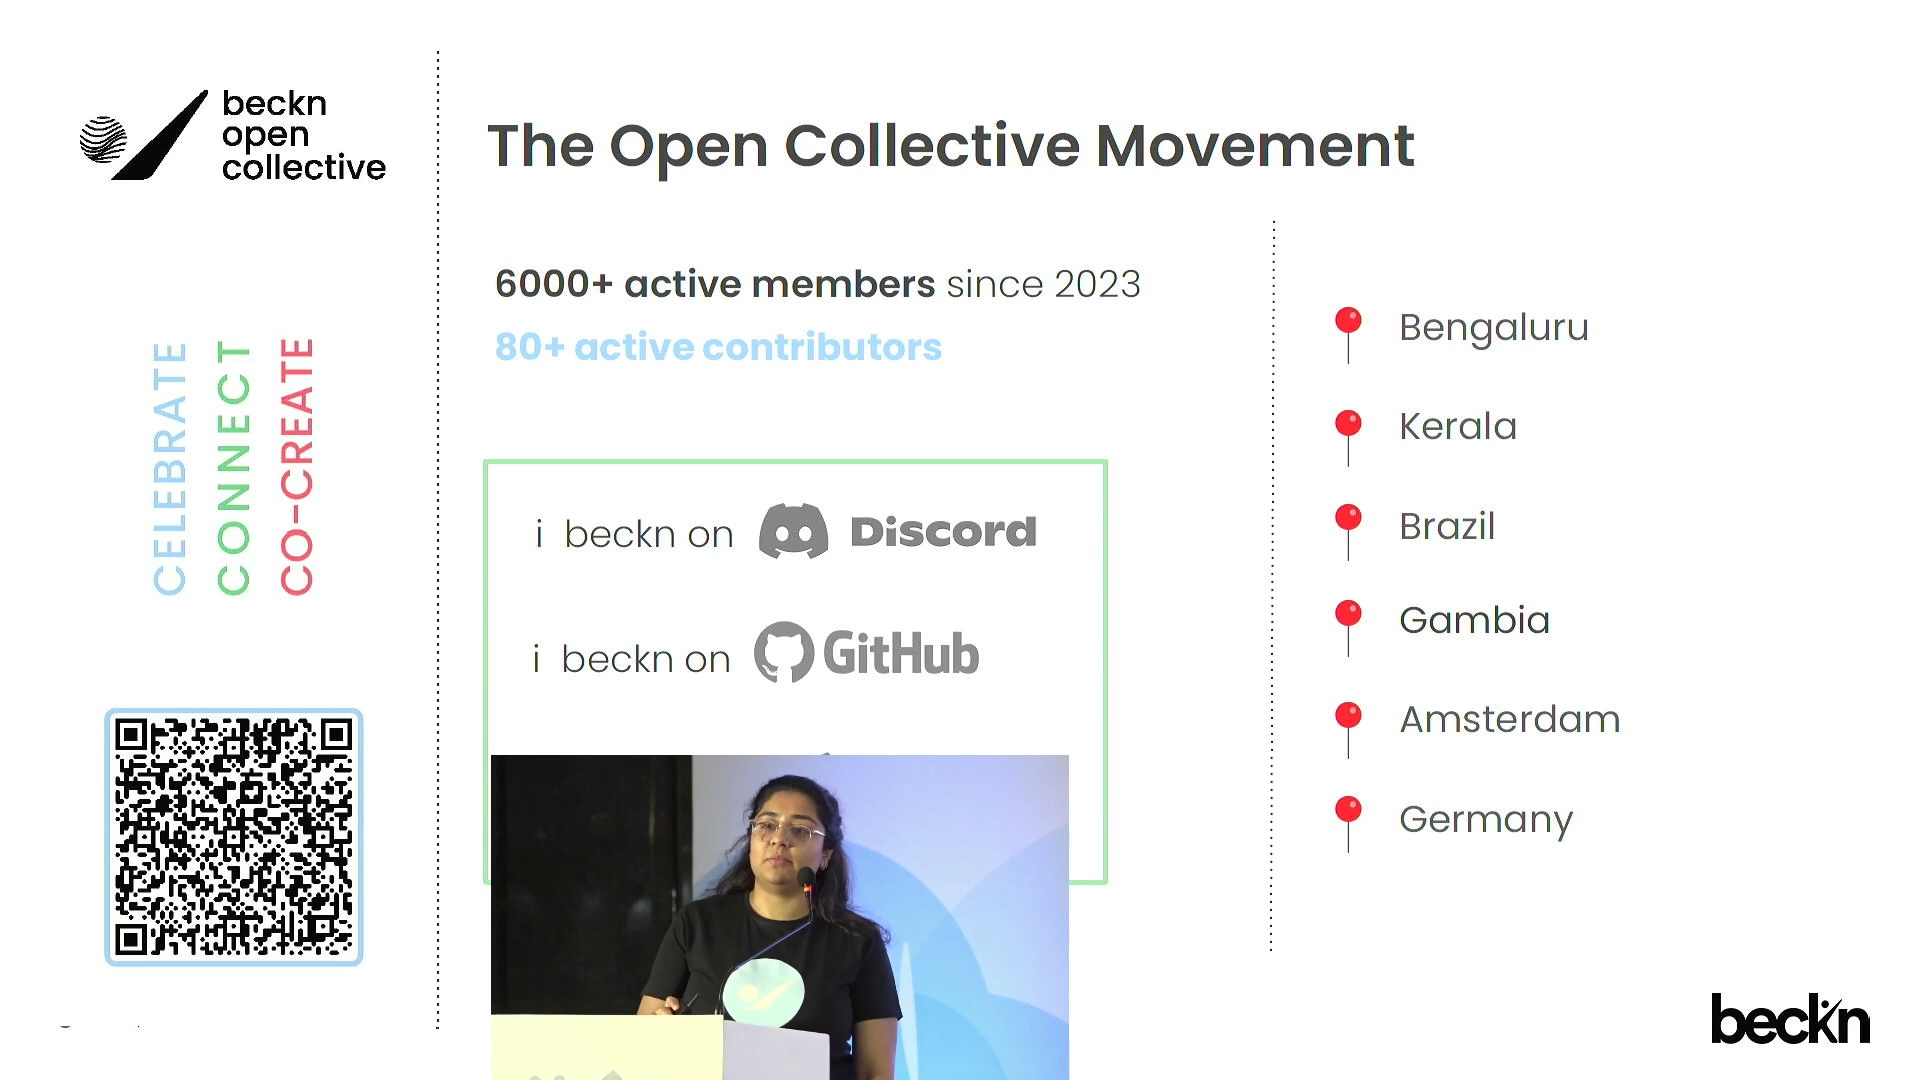 beckn
open
collective
CELEBRATE
CONNECT
CO-CREATE
The Open Collective Movement
6000+ active members since 2023
80+ active contributors
i beckn on Discord
i beckn on GitHub
Bengaluru
Kerala
Brazil
Gambia
Amsterdam
Germany
beckn